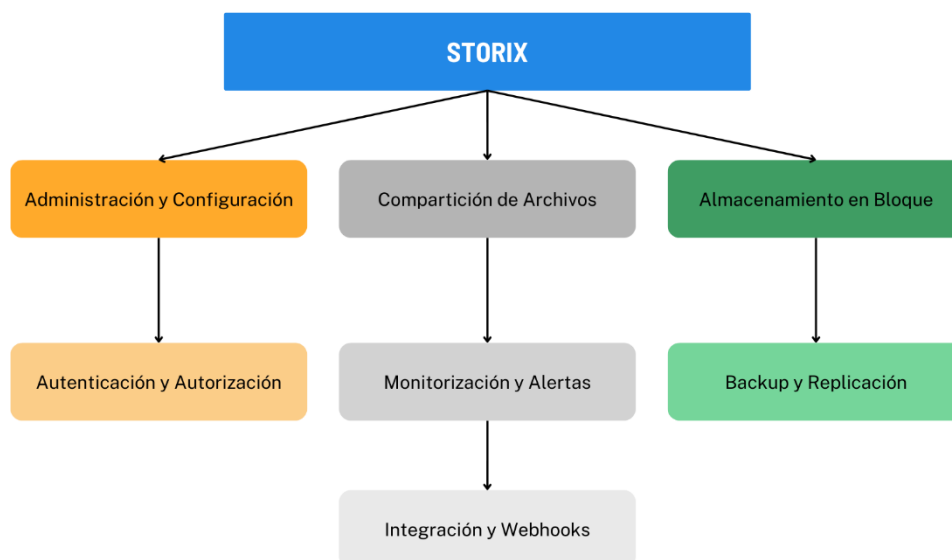 STORIX
Administración y Configuración
Compartición de Archivos
Almacenamiento en Bloque
Autenticación y Autorización
Monitorización y Alertas
Backup y Replicación
Integración y Webhooks